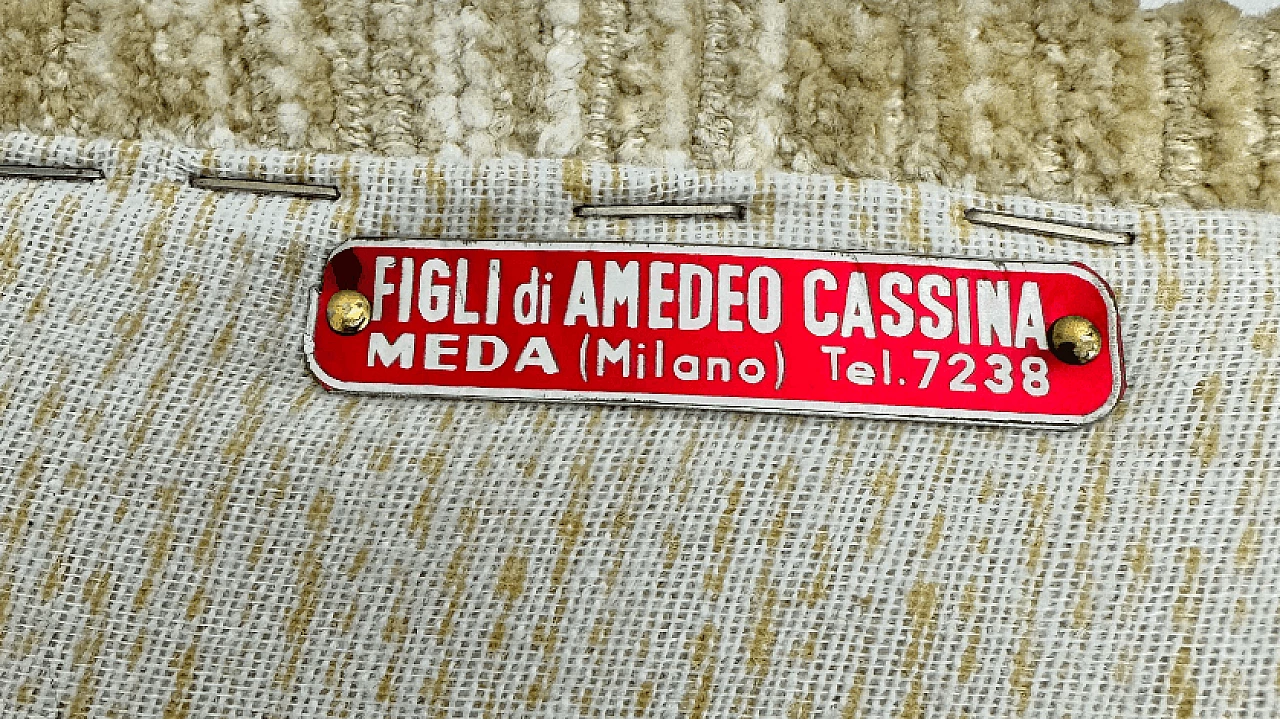 FIGLI di AMEDEO CASSINA
MEDA (Milano) Tel.7238